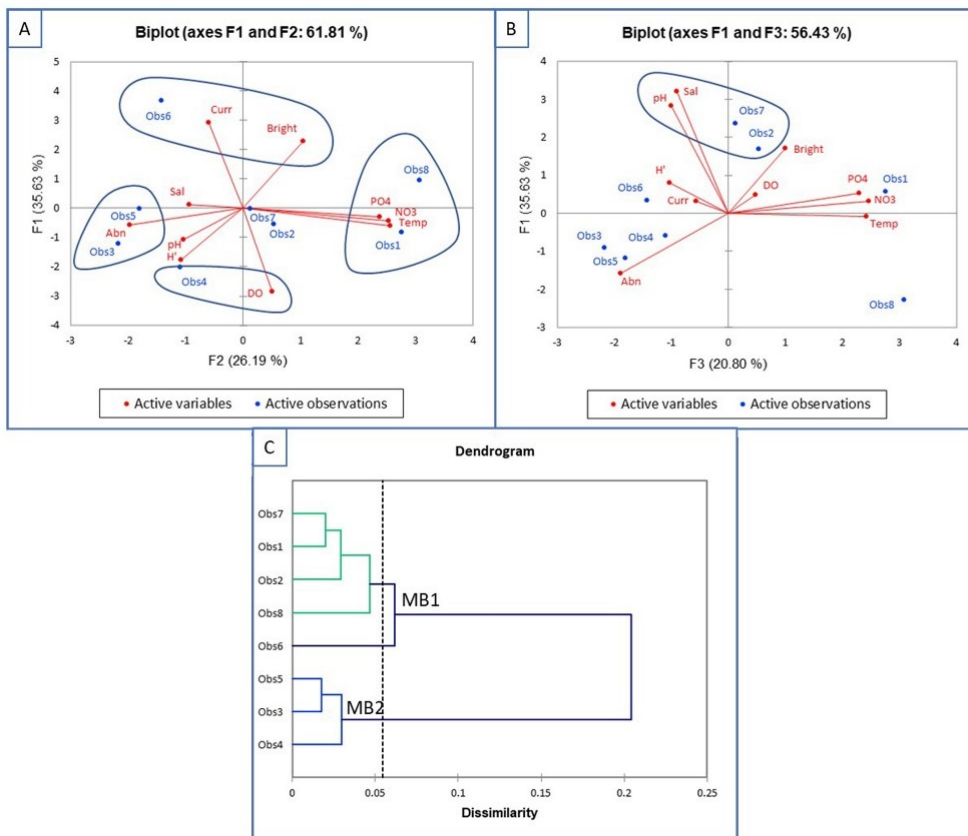 A
Biplot (axes F1 and F2: 61.81 %)
F1 (35.63 %)
5
4
3
2
1
0
-1
-2
-3
-4
Obs6
Curr
Bright
Obs8
Sal
PO4
NO3
Temp
Obs5
Obs7
Abn
Obs2
Obs1
Obs3
pH
H'
Obs4
DO
-3 -2 -1 0 1 2 3 4
F2 (26.19 %)
Active variables Active observations
B
Biplot (axes F1 and F3: 56.43 %)
F1 (35.63 %)
4
3
2
1
0
-1
-2
-3
Sal
pH
Obs7
Obs2
Bright
H'
DO
PO4
Obs1
Obs6
Curr
NO3
Temp
Obs3
Obs4
Obs5
Abn
Obs8
-3 -2 -1 0 1 2 3 4
F3 (20.80 %)
Active variables Active observations
C
Dendrogram
Obs7
Obs1
Obs2
Obs8
MB1
Obs6
Obs5
Obs3
MB2
Obs4
0 0.05 0.1 0.15 0.2 0.25
Dissimilarity